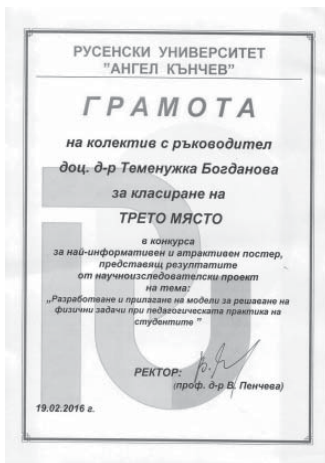 РУСЕНСКИ УНИВЕРСИТЕТ
"АНГЕЛ КЪНЧЕВ"
ГРАМОТА
на колектив с ръководител
доц. д-р Теменужка Богданова
за класиране на
ТРЕТО МЯСТО
в конкурса
за най-информативен и атрактивен постер,
представящ резултатите
от научноизследователски проект
на тема:
„Разработване и прилагане на модели за решаване на
физични задачи при педагогическата практика на
студентите ”
РЕКТОР:
(проф. д-р В. Пенчева)
19.02.2016 г.